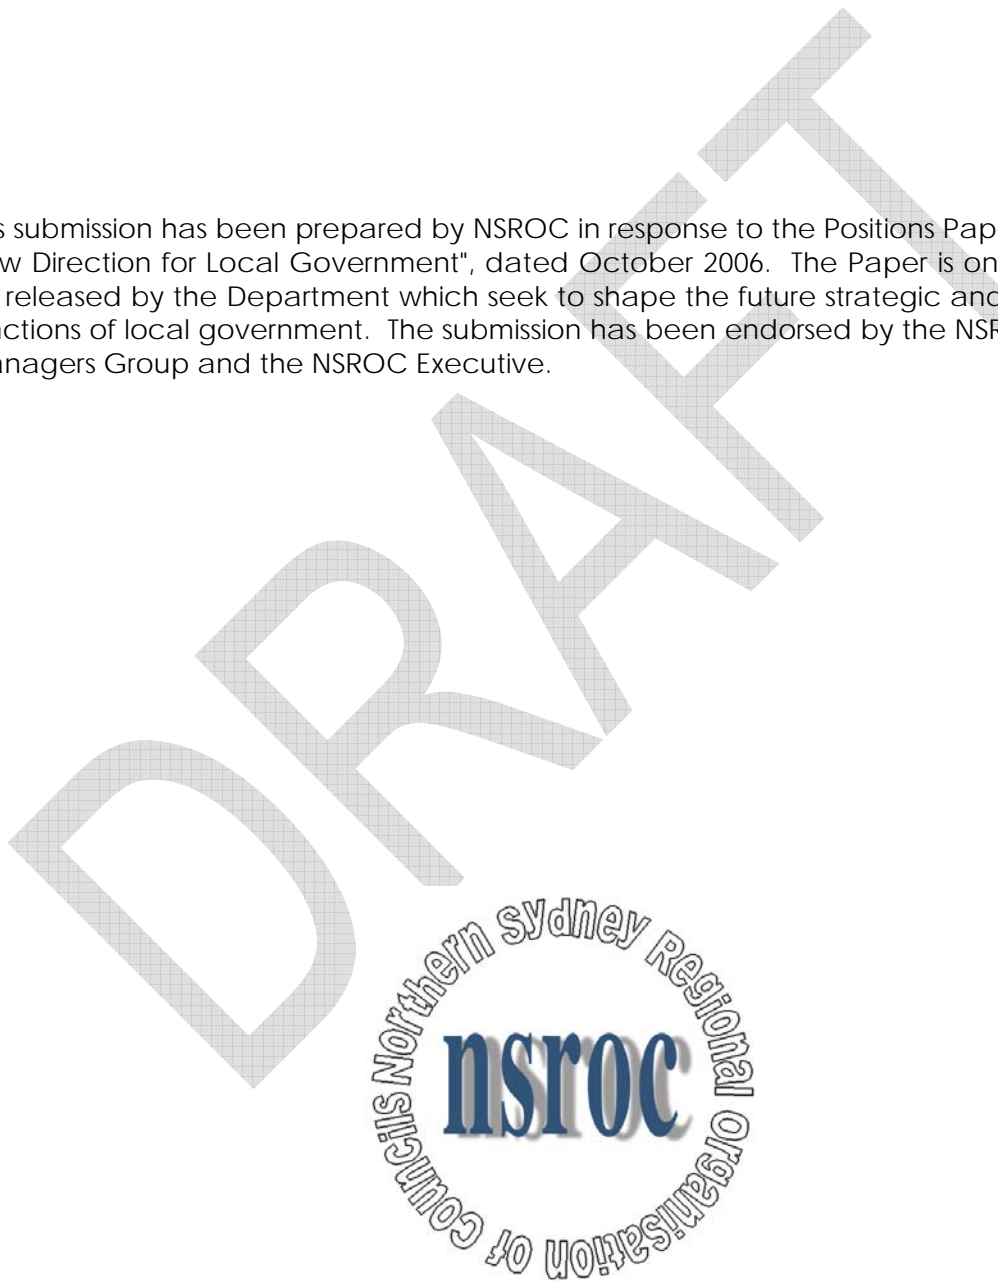 s submission has been prepared by NSROC in response to the Positions Pap
w Direction for Local Government", dated October 2006.  The Paper is on
released by the Department which seek to shape the future strategic and
ctions of local government.  The submission has been endorsed by the NSR
anagers Group and the NSROC Executive.
DRAFT
Northern Sydney Regional Organisation of Councils
nsroc